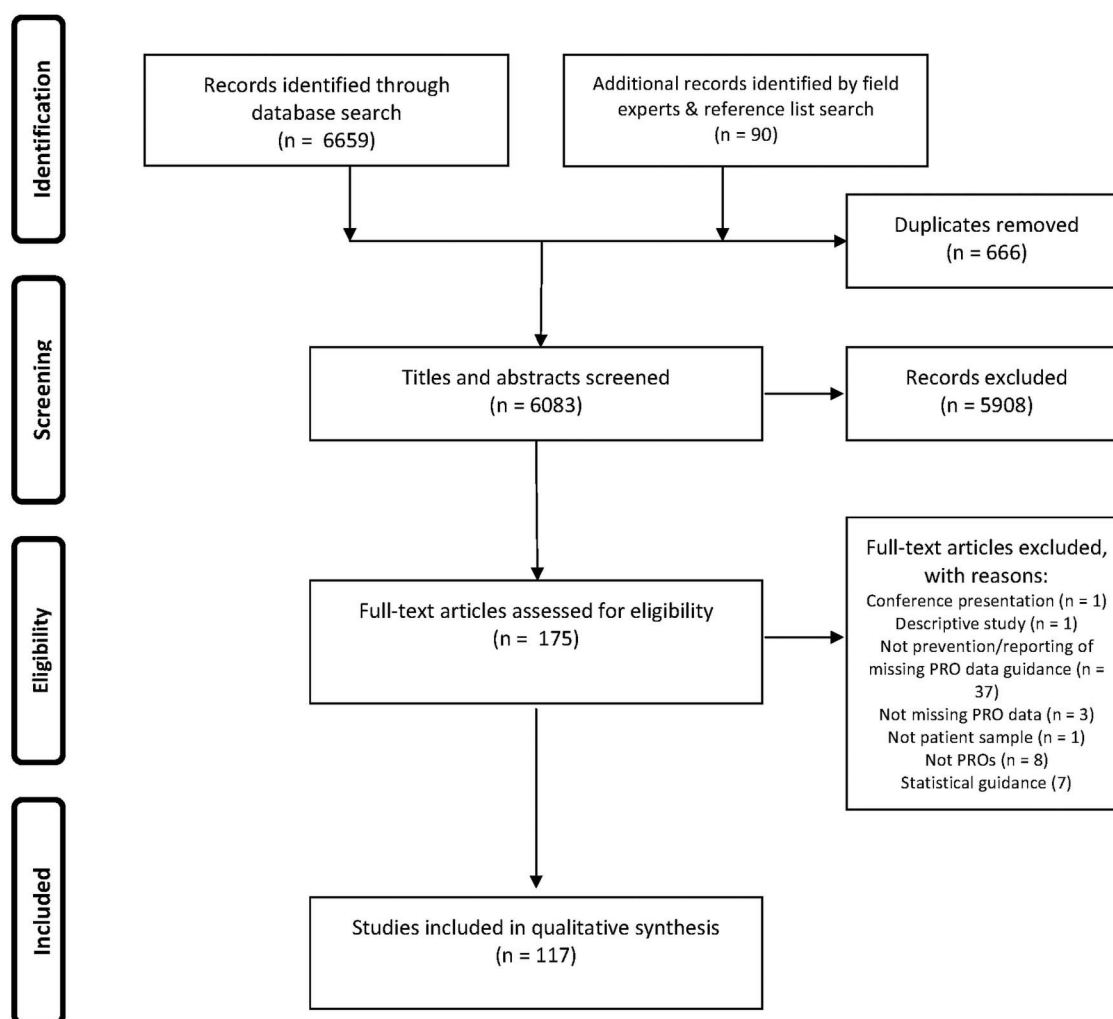 Identification
Records identified through
database search
(n = 6659)
Additional records identified by field
experts & reference list search
(n = 90)
Duplicates removed
(n = 666)
Screening
Titles and abstracts screened
(n = 6083)
Records excluded
(n = 5908)
Eligibility
Full-text articles assessed for eligibility
(n = 175)
Full-text articles excluded,
with reasons:
Conference presentation (n = 1)
Descriptive study (n = 1)
Not prevention/reporting of
missing PRO data guidance (n =
37)
Not missing PRO data (n = 3)
Not patient sample (n = 1)
Not PROs (n = 8)
Statistical guidance (7)
Included
Studies included in qualitative synthesis
(n = 117)